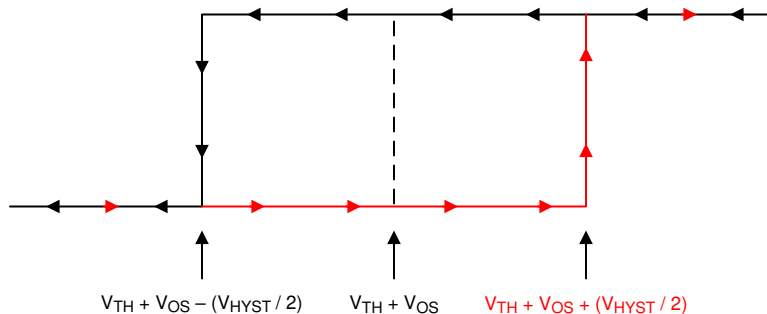 VTH + VOS – (VHYST / 2)
VTH + VOS
VTH + VOS + (VHYST / 2)